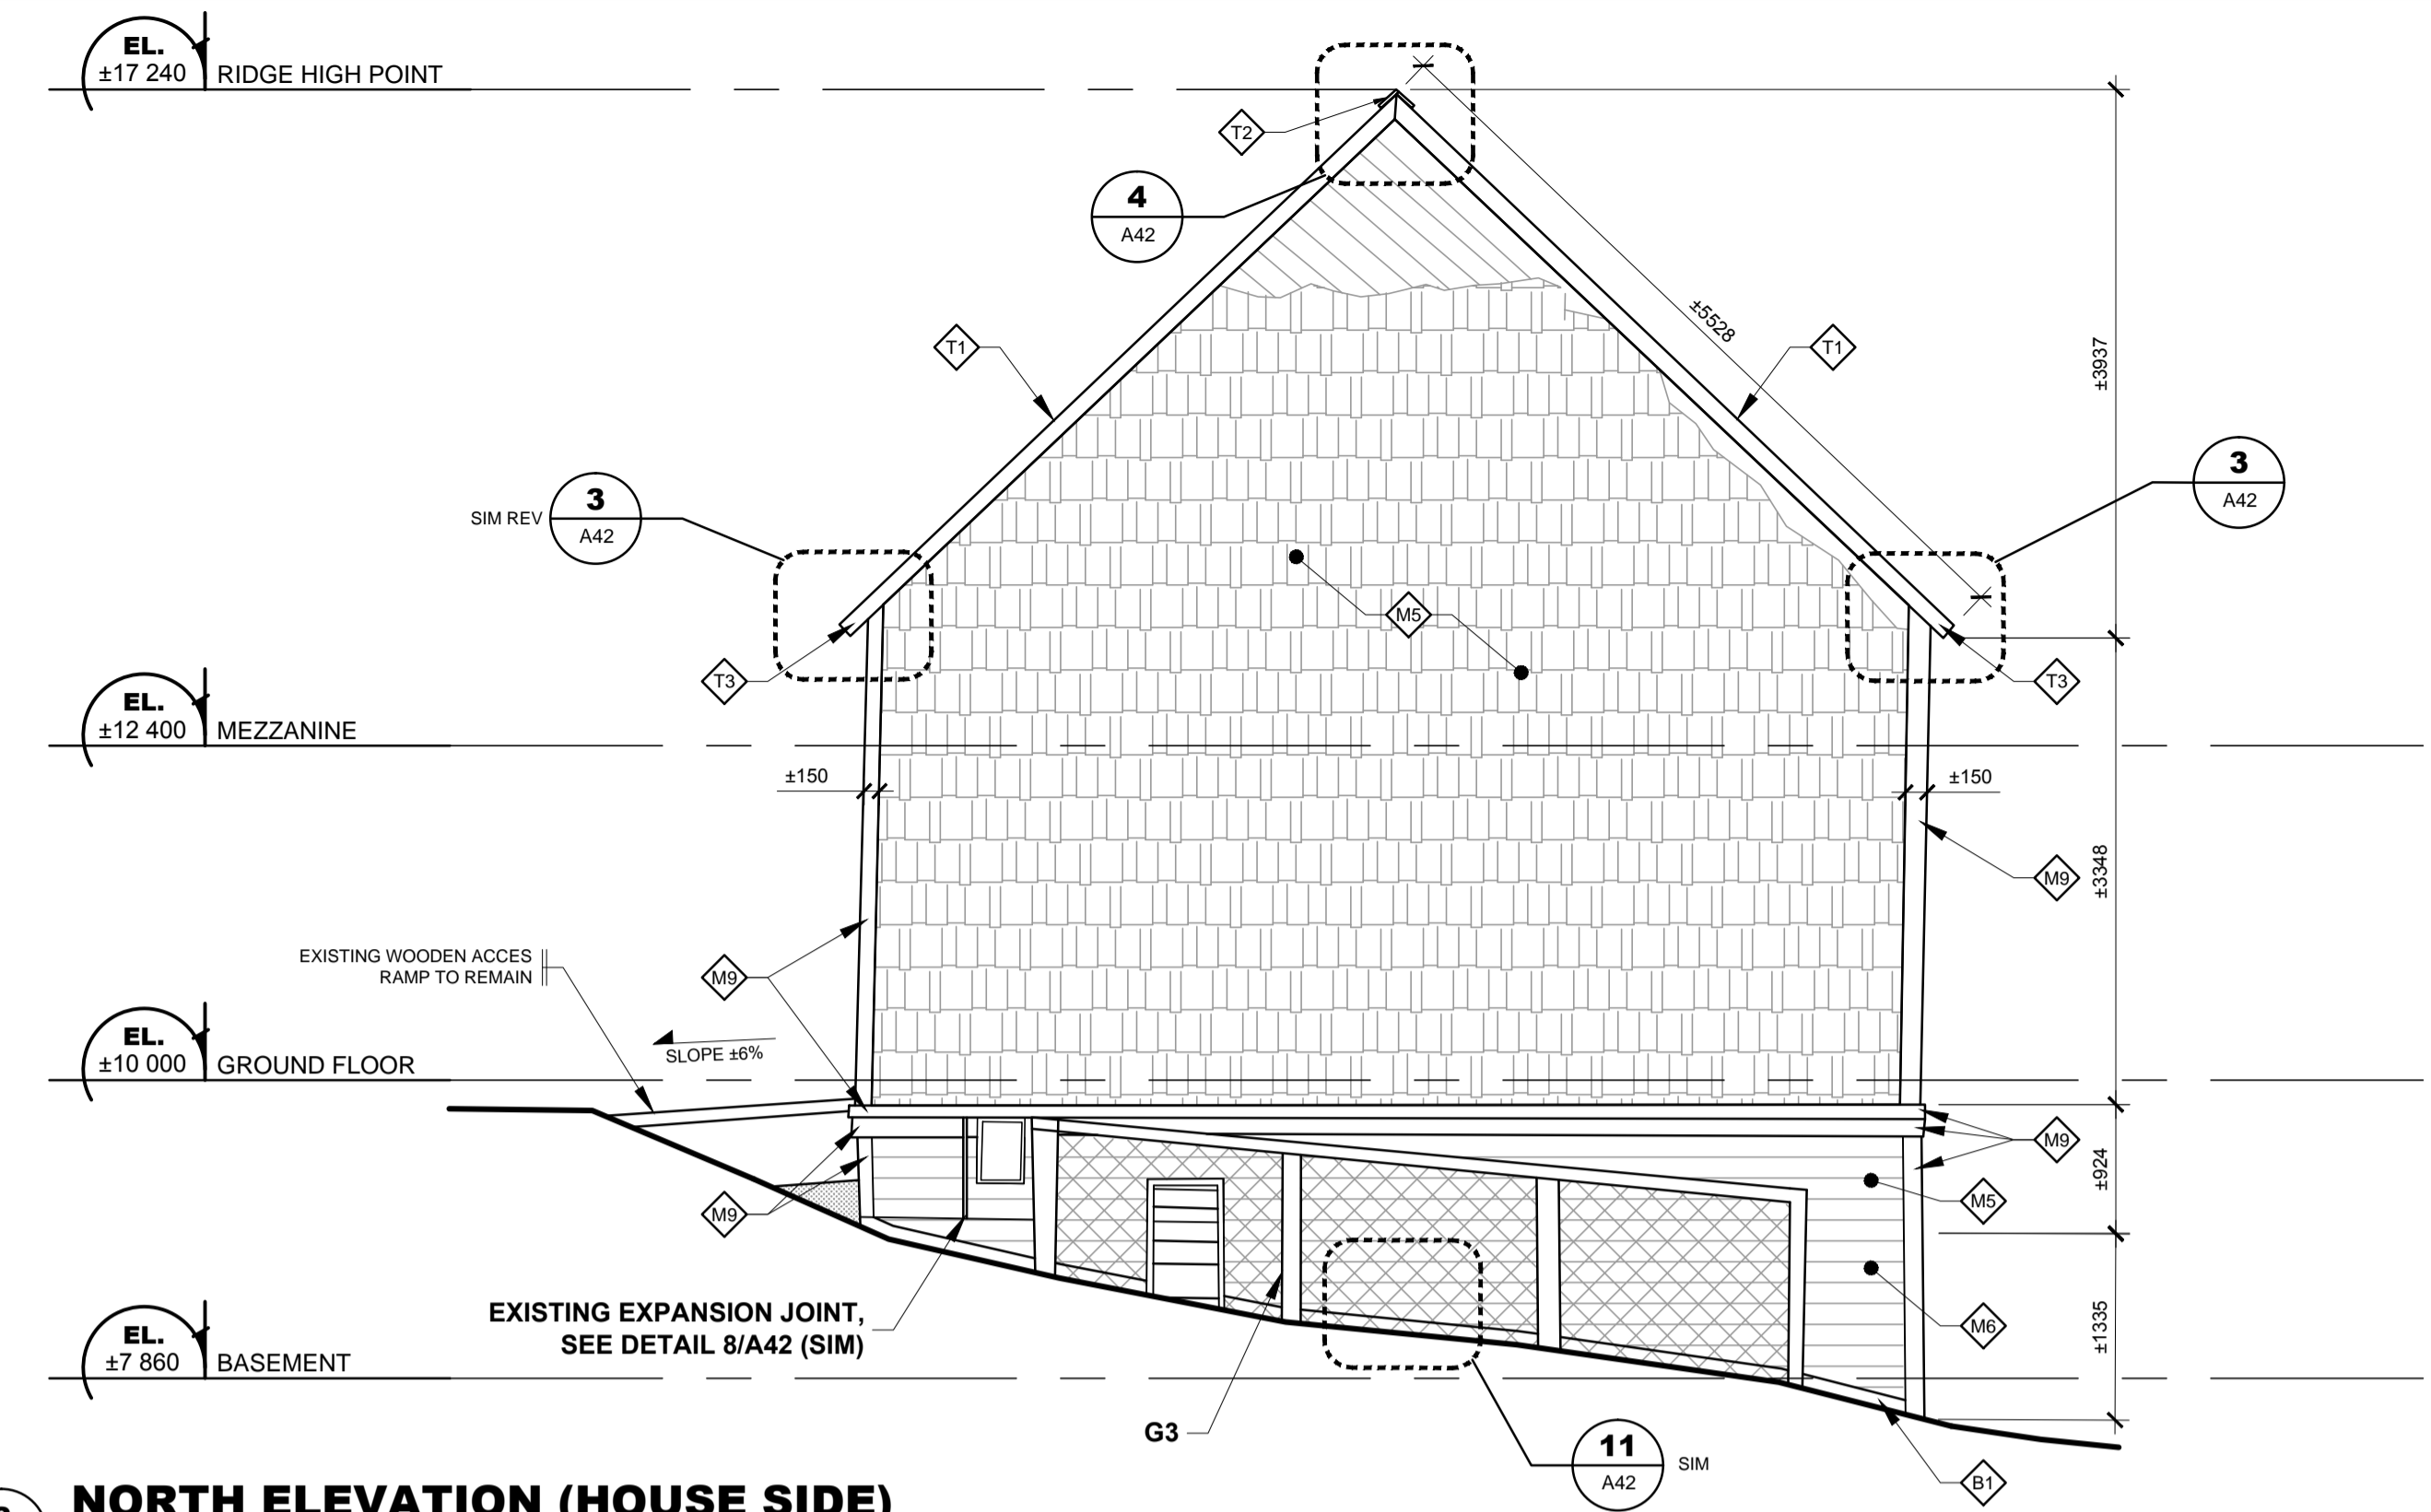 EL.
±17 240 RIDGE HIGH POINT
T2
4
A42
±5528
T1
T1
±3937
3
A42
SIM REV
3
A42
M5
T3
T3
EL.
±12 400 MEZZANINE
±150
±150
M9
±3348
EXISTING WOODEN ACCES
RAMP TO REMAIN
M9
SLOPE ±6%
EL.
±10 000 GROUND FLOOR
M9
±924
M5
M9
EXISTING EXPANSION JOINT,
SEE DETAIL 8/A42 (SIM)
M6
±1335
EL.
±7 860 BASEMENT
G3
11
A42
SIM
B1
NORTH ELEVATION (HOUSE SIDE)